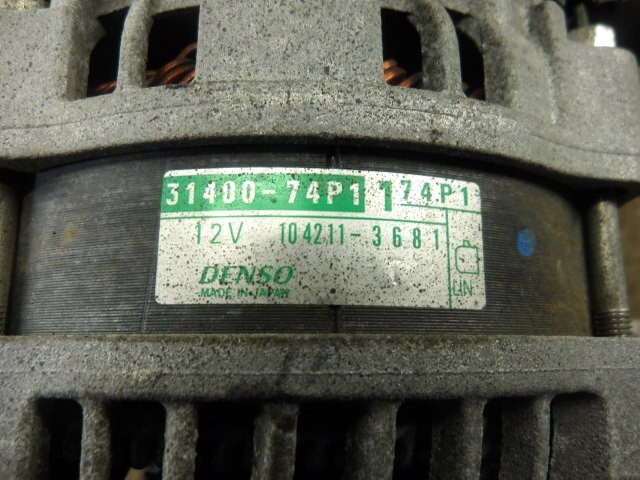 31400-74P1 1 74P1
12V 104211-3681
DENSO
MADE IN JAPAN LIN